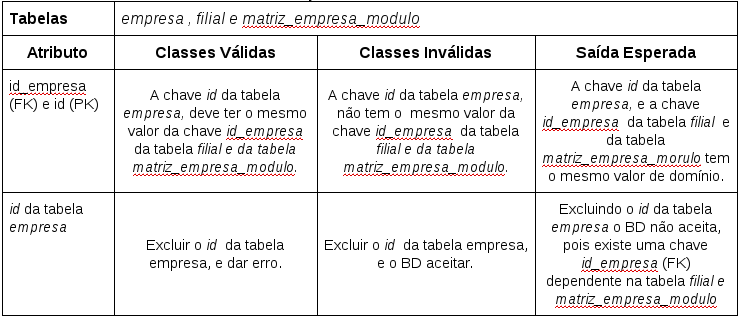 Tabelas
empresa , filial e matriz_empresa_modulo
Atributo
Classes Válidas
Classes Inválidas
Saída Esperada
id_empresa
(FK) e id (PK)
A chave id da tabela
empresa, deve ter o mesmo
valor da chave id_empresa
da tabela filial e da tabela
matriz_empresa_modulo.
A chave id da tabela empresa,
não tem o mesmo valor da
chave id_empresa da tabela
filial e da tabela
matriz_empresa_modulo.
A chave id da tabela
empresa, e a chave
id_empresa da tabela filial e
da tabela
matriz_empresa_morulo tem
o mesmo valor de domínio.
id da tabela
empresa
Excluir o id da tabela
empresa, e dar erro.
Excluir o id da tabela empresa,
e o BD aceitar.
Excluindo o id da tabela
empresa o BD não aceita,
pois existe uma chave
id_empresa (FK)
dependente na tabela filial e
matriz_empresa_modulo